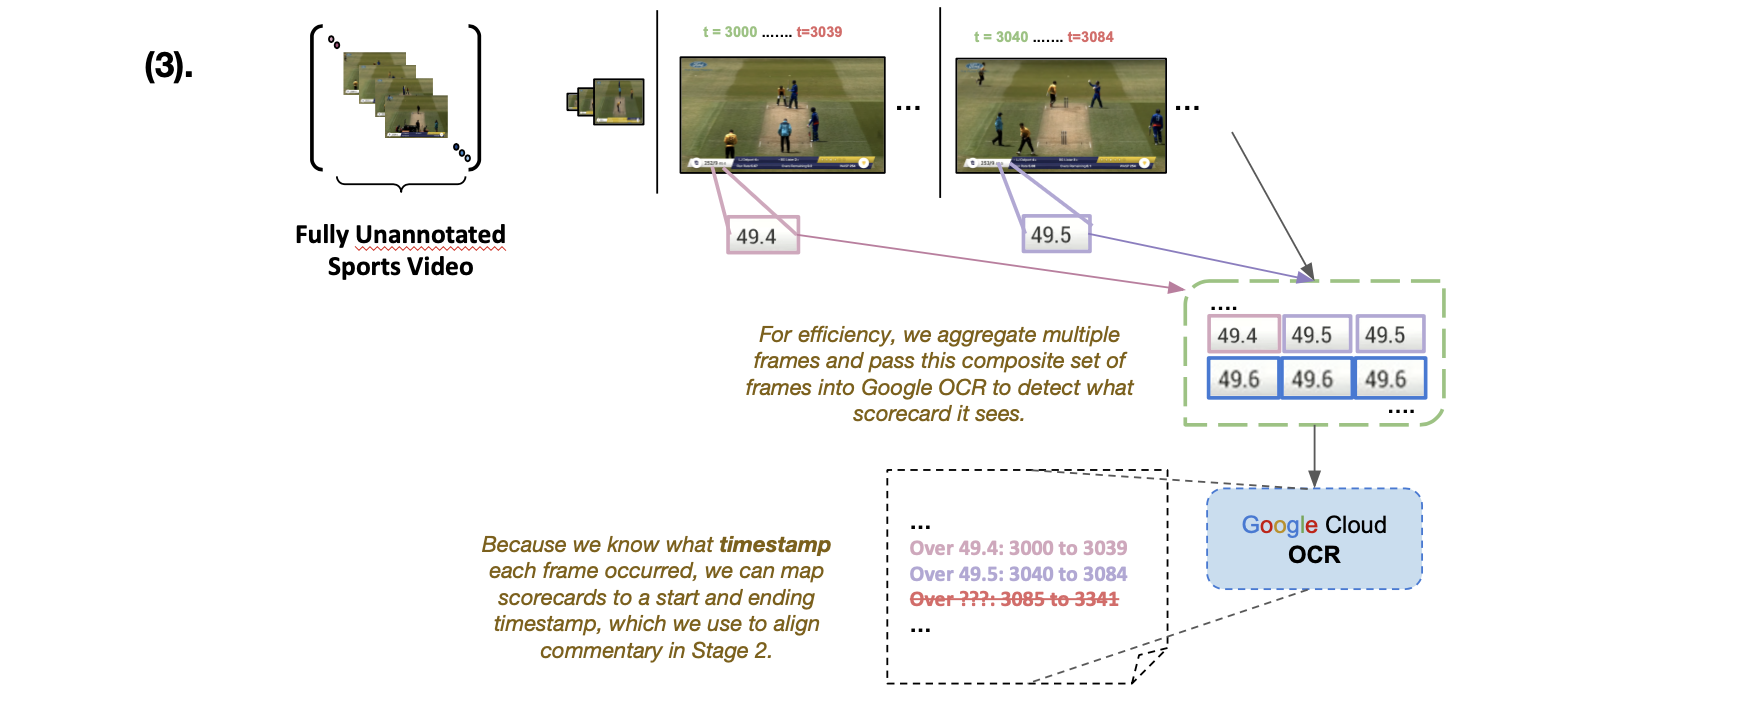 (3).
t = 3000 ....... t=3039
t = 3040 ....... t=3084
...
...
252/9
253/9
49.4
49.5
Fully Unannotated
Sports Video
....
49.4 49.5 49.5
49.6 49.6 49.6
....
For efficiency, we aggregate multiple
frames and pass this composite set of
frames into Google OCR to detect what
scorecard it sees.
Google Cloud
OCR
...
Over 49.4: 3000 to 3039
Over 49.5: 3040 to 3084
Over ???: 3085 to 3341
...
Because we know what timestamp
each frame occurred, we can map
scorecards to a start and ending
timestamp, which we use to align
commentary in Stage 2.